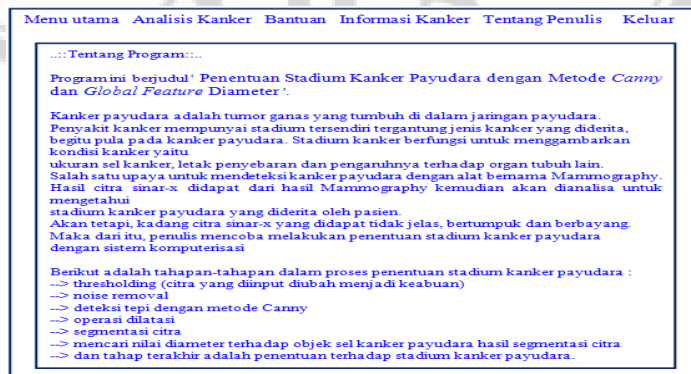 Menu utama Analisis Kanker Bantuan Informasi Kanker Tentang Penulis Keluar
..::Tentang Program::..
Program ini berjudul' Penentuan Stadium Kanker Payudara dengan Metode Canny
dan Global Feature Diameter '.
Kanker payudara adalah tumor ganas yang tumbuh di dalam jaringan payudara.
Penyakit kanker mempunyai stadium tersendiri tergantung jenis kanker yang diderita,
begitu pula pada kanker payudara. Stadium kanker berfungsi untuk menggambarkan
kondisi kanker yaitu
ukuran sel kanker, letak penyebaran dan pengaruhnya terhadap organ tubuh lain.
Salah satu upaya untuk mendeteksi kanker payudara dengan alat bernama Mammography.
Hasil citra sinar-x didapat dari hasil Mammography kemudian akan dianalisa untuk
mengetahui
stadium kanker payudara yang diderita oleh pasien.
Akan tetapi, kadang citra sinar-x yang didapat tidak jelas, bertumpuk dan berbayang.
Maka dari itu, penulis mencoba melakukan penentuan stadium kanker payudara
dengan sistem komputerisasi
Berikut adalah tahapan-tahapan dalam proses penentuan stadium kanker payudara :
--> thresholding (citra yang diinput diubah menjadi keabuan)
--> noise removal
--> deteksi tepi dengan metode Canny
--> operasi dilatasi
--> segmentasi citra
--> mencari nilai diameter terhadap objek sel kanker payudara hasil segmentasi citra
--> dan tahap terakhir adalah penentuan terhadap stadium kanker payudara.